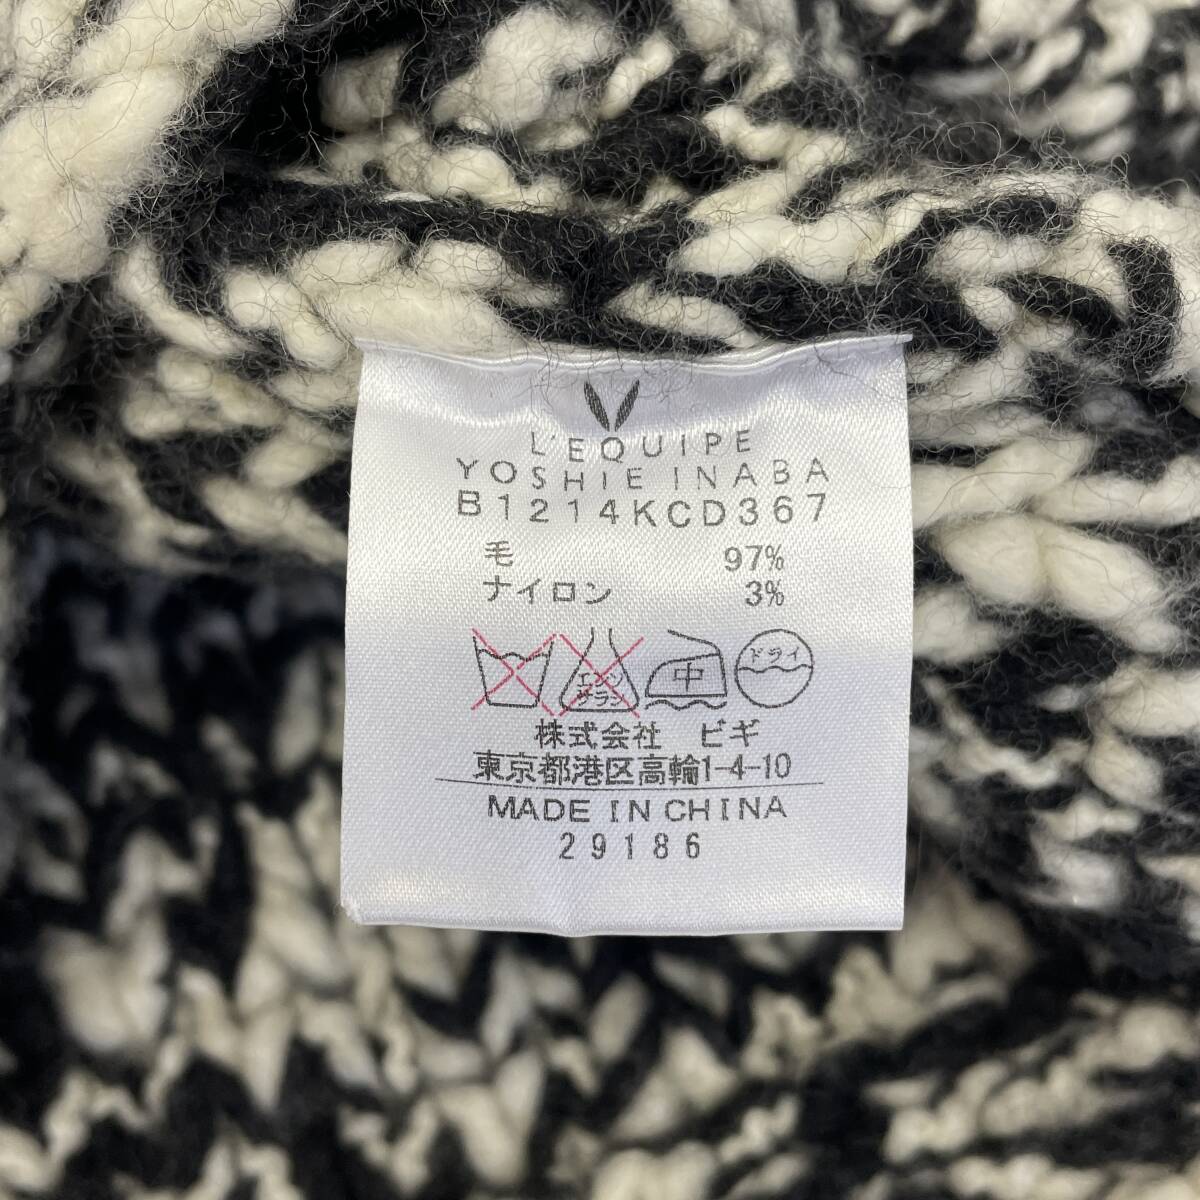 L'EQUIPE
YOSHIE INABA
B1214KCD367
毛 97%
ナイロン 3%
エンソ
サラシ
中
ドライ
株式会社 ビギ
東京都港区高輪1-4-10
MADE IN CHINA
29186